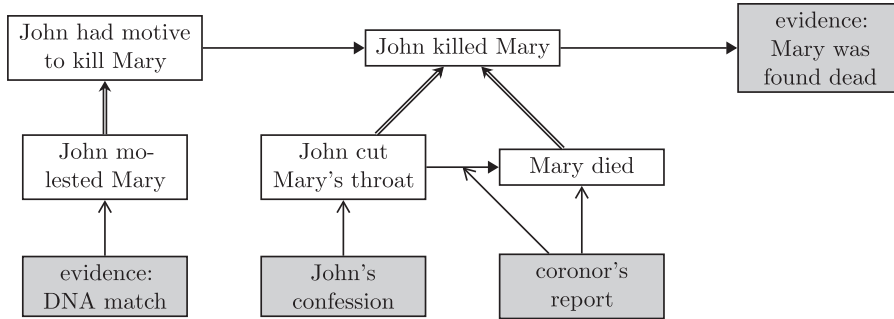 John had motive
to kill Mary
John killed Mary
evidence:
Mary was
found dead
John mo-
lested Mary
John cut
Mary's throat
Mary died
evidence:
DNA match
John's
confession
coronor's
report